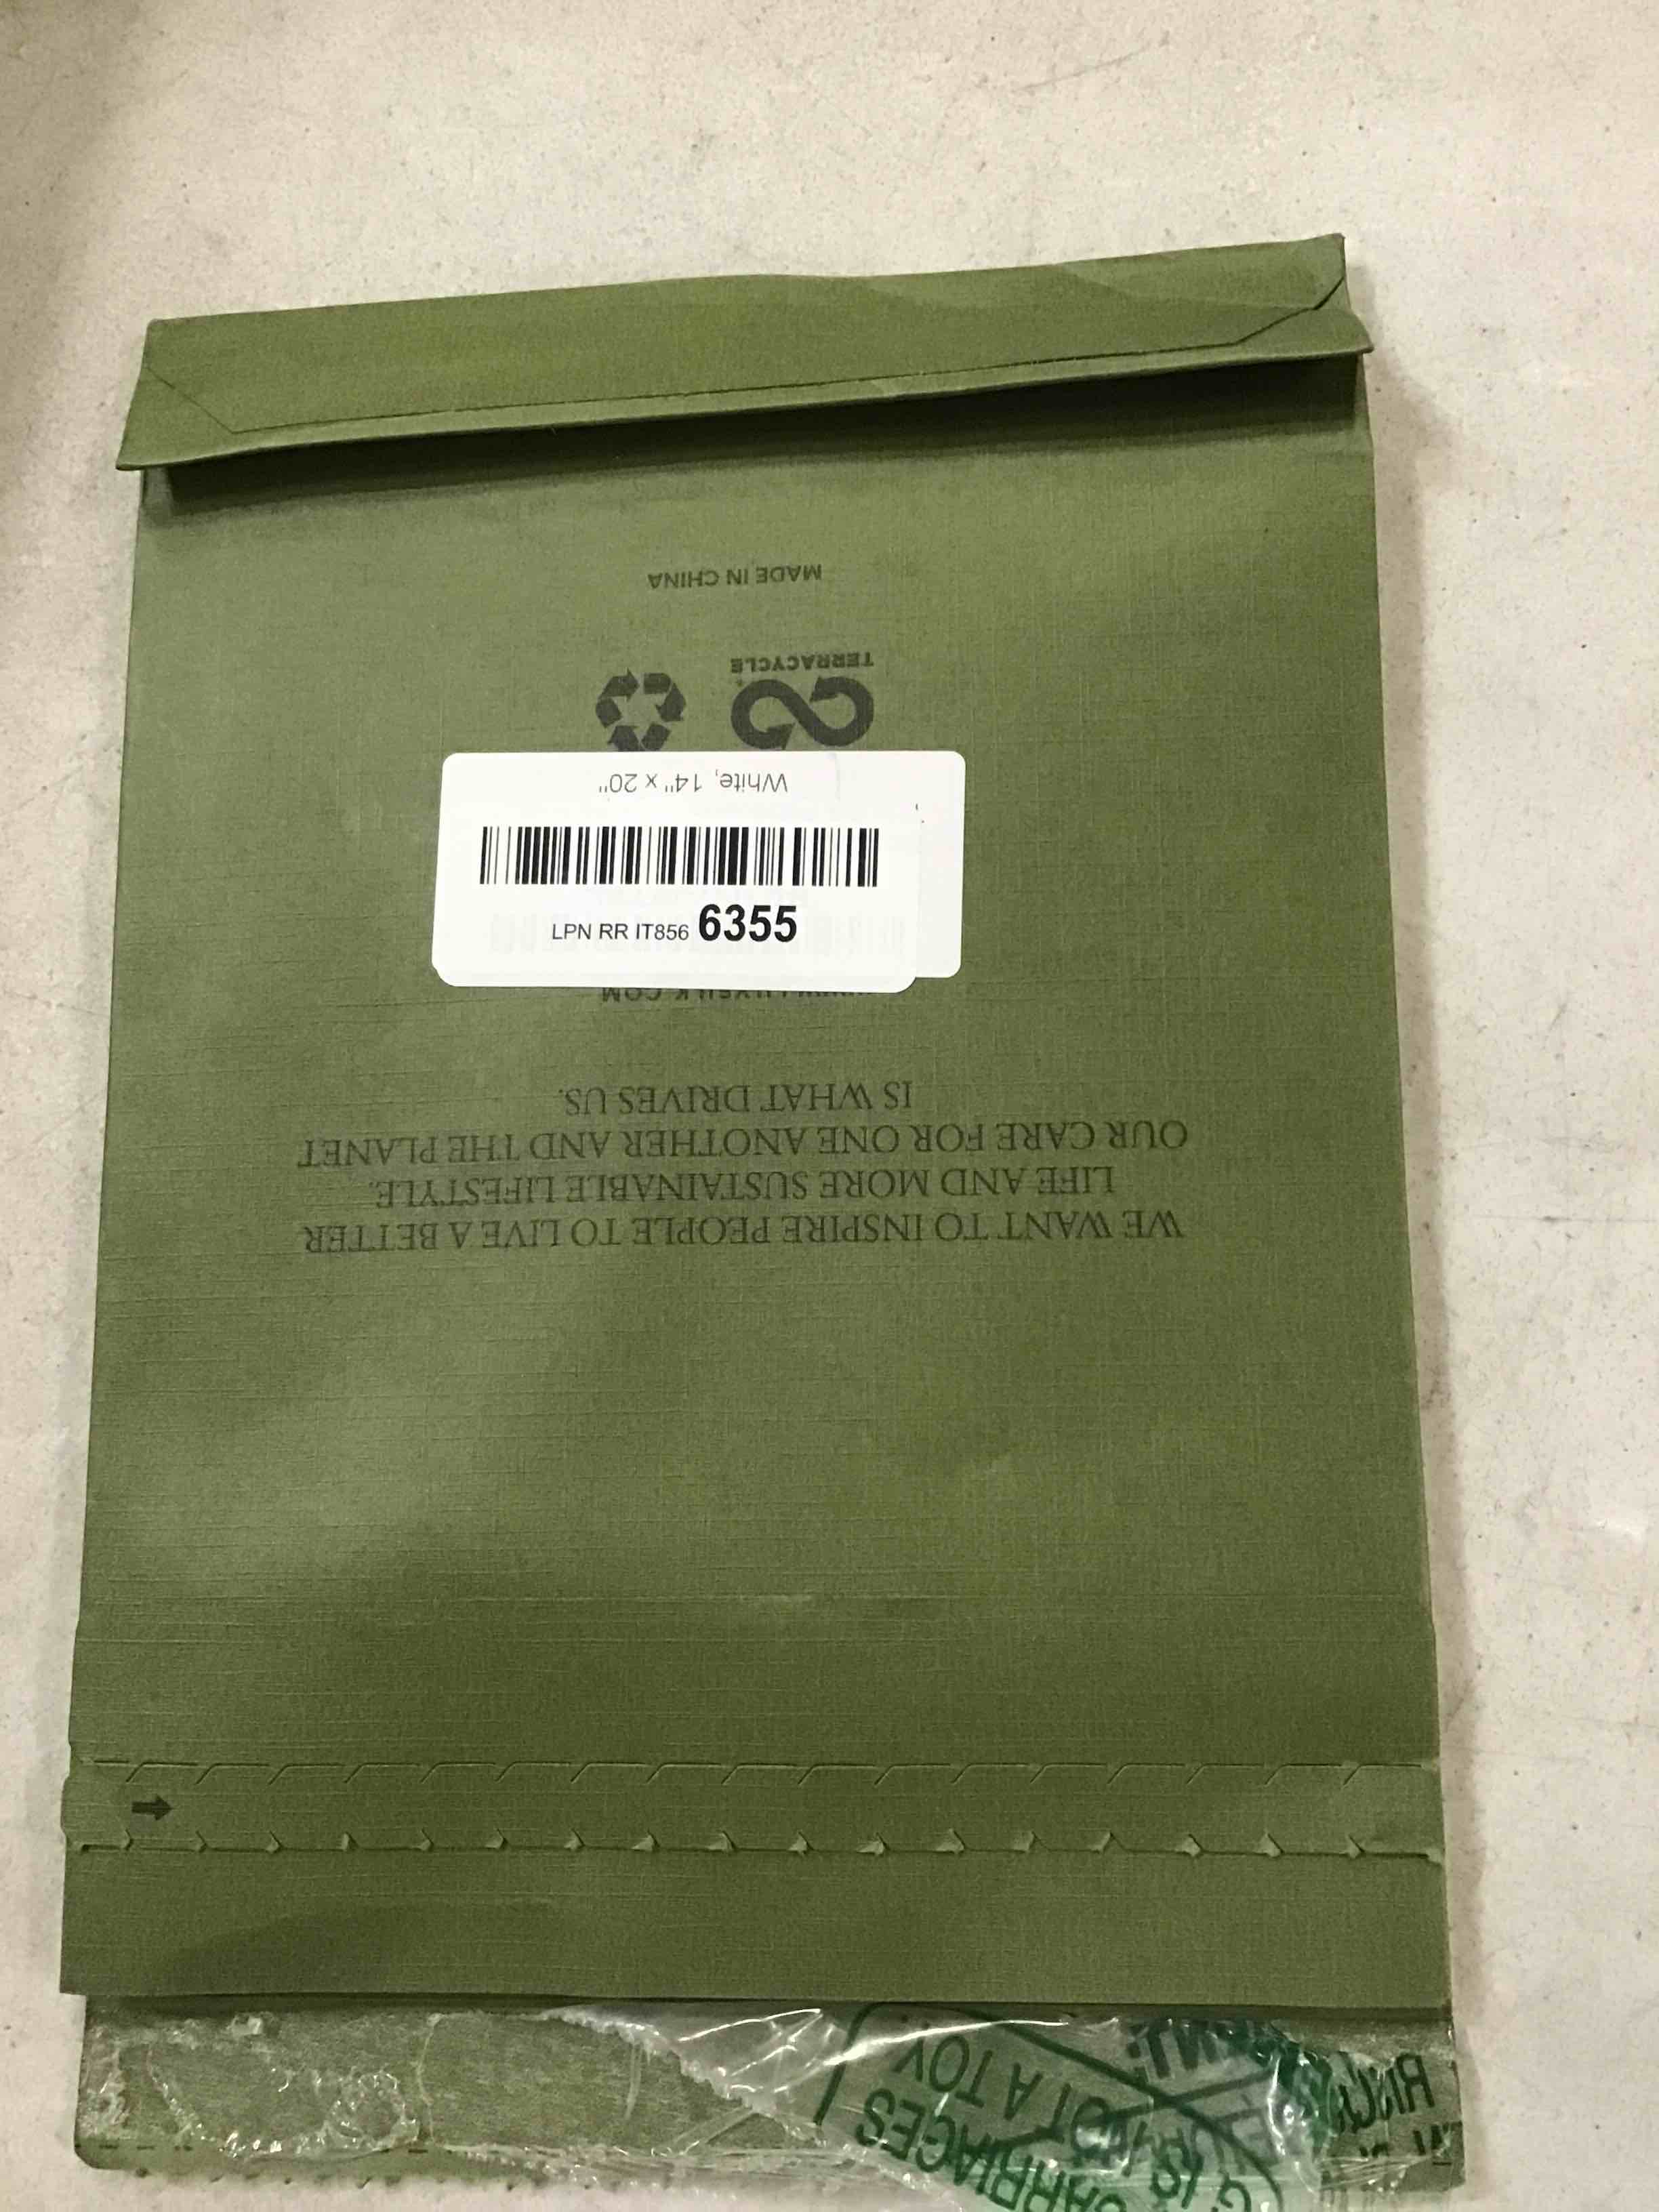 WE WANT TO INSPIRE PEOPLE TO LIVE A BETTER
LIFE AND MORE SUSTAINABLE LIFESTYLE.
OUR CARE FOR ONE ANOTHER AND THE PLANET
IS WHAT DRIVES US.
LPN RR IT856 6355
White, 14" x 20"
TERRACYCLE
MADE IN CHINA
CARRIAGES
IS NOT A TOY